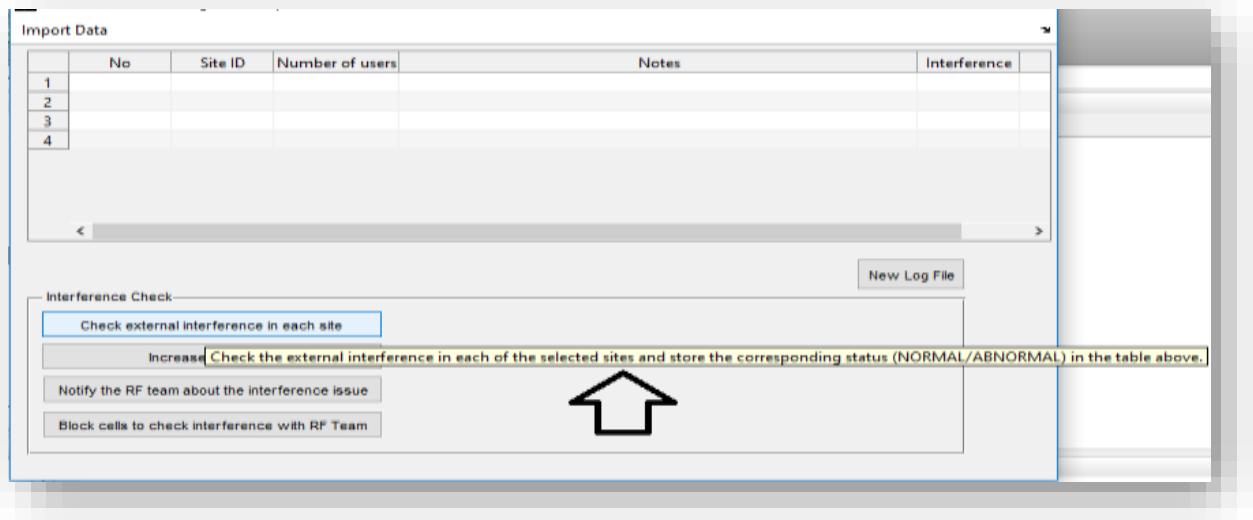 Import Data
No Site ID Number of users Notes Interference
1
2
3
4
New Log File
Interference Check
Check external interference in each site
Increase
Check the external interference in each of the selected sites and store the corresponding status (NORMAL/ABNORMAL) in the table above.
Notify the RF team about the interference issue
Block cells to check interference with RF Team